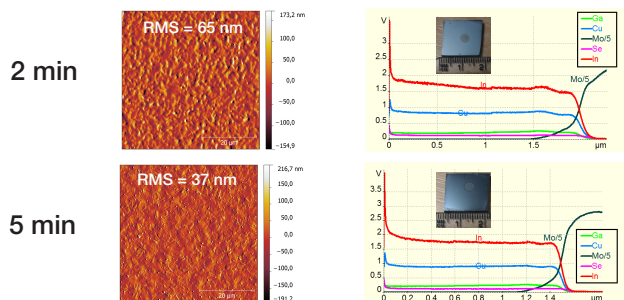 2 min
RMS = 65 nm
20 µm
173,2 nm
100,0
50,0
0,0
−50,0
−100,0
−154,9
V
3
2.5
2
1.5
1
0.5
0
In
Cu
Mo/5
Ga
Cu
Mo/5
Se
In
0
0.5
1
1.5
µm
5 min
RMS = 37 nm
20 µm
216,7 nm
150,0
100,0
50,0
0,0
−50,0
−100,0
−150,0
−191,2
V
3
2.5
2
1.5
1
0.5
0
In
Cu
Mo/5
Ga
Cu
Mo/5
Se
In
0
0.2
0.4
0.6
0.8
1
1.2
1.4
µm